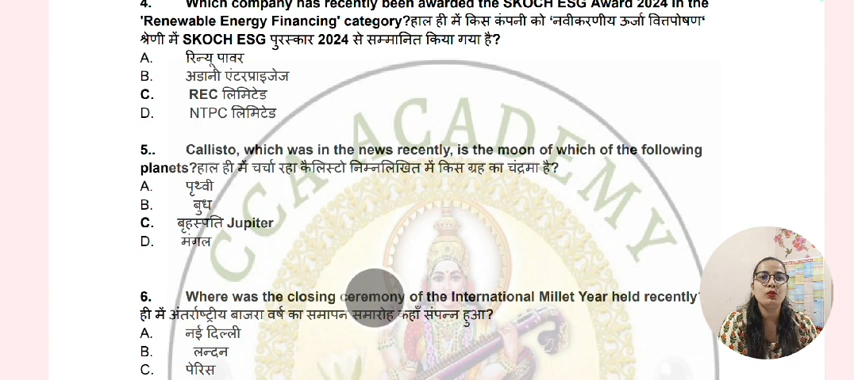 4. Which company has recently been awarded the SKOCH ESG Award 2024 in the
'Renewable Energy Financing' category?हाल ही में किस कंपनी को ‘नवीकरणीय ऊर्जा वित्तपोषण‘
श्रेणी में SKOCH ESG पुरस्कार 2024 से सम्मानित किया गया है?
A. रिन्यू पावर
B. अडानी एंटरप्राइजेज
C. REC लिमिटेड
D. NTPC लिमिटेड
5.. Callisto, which was in the news recently, is the moon of which of the following
planets?हाल ही में चर्चा रहा कैलिस्टो निम्नलिखित में किस ग्रह का चंद्रमा है?
A. पृथ्वी
B. बुध
C. बृहस्पति Jupiter
D. मंगल
6. Where was the closing ceremony of the International Millet Year held recently
ही में अंतर्राष्ट्रीय बाजरा वर्ष का समापन समारोह कहाँ संपन्न हुआ?
A. नई दिल्ली
B. लन्दन
C. पेरिस
CCA ACADEMY